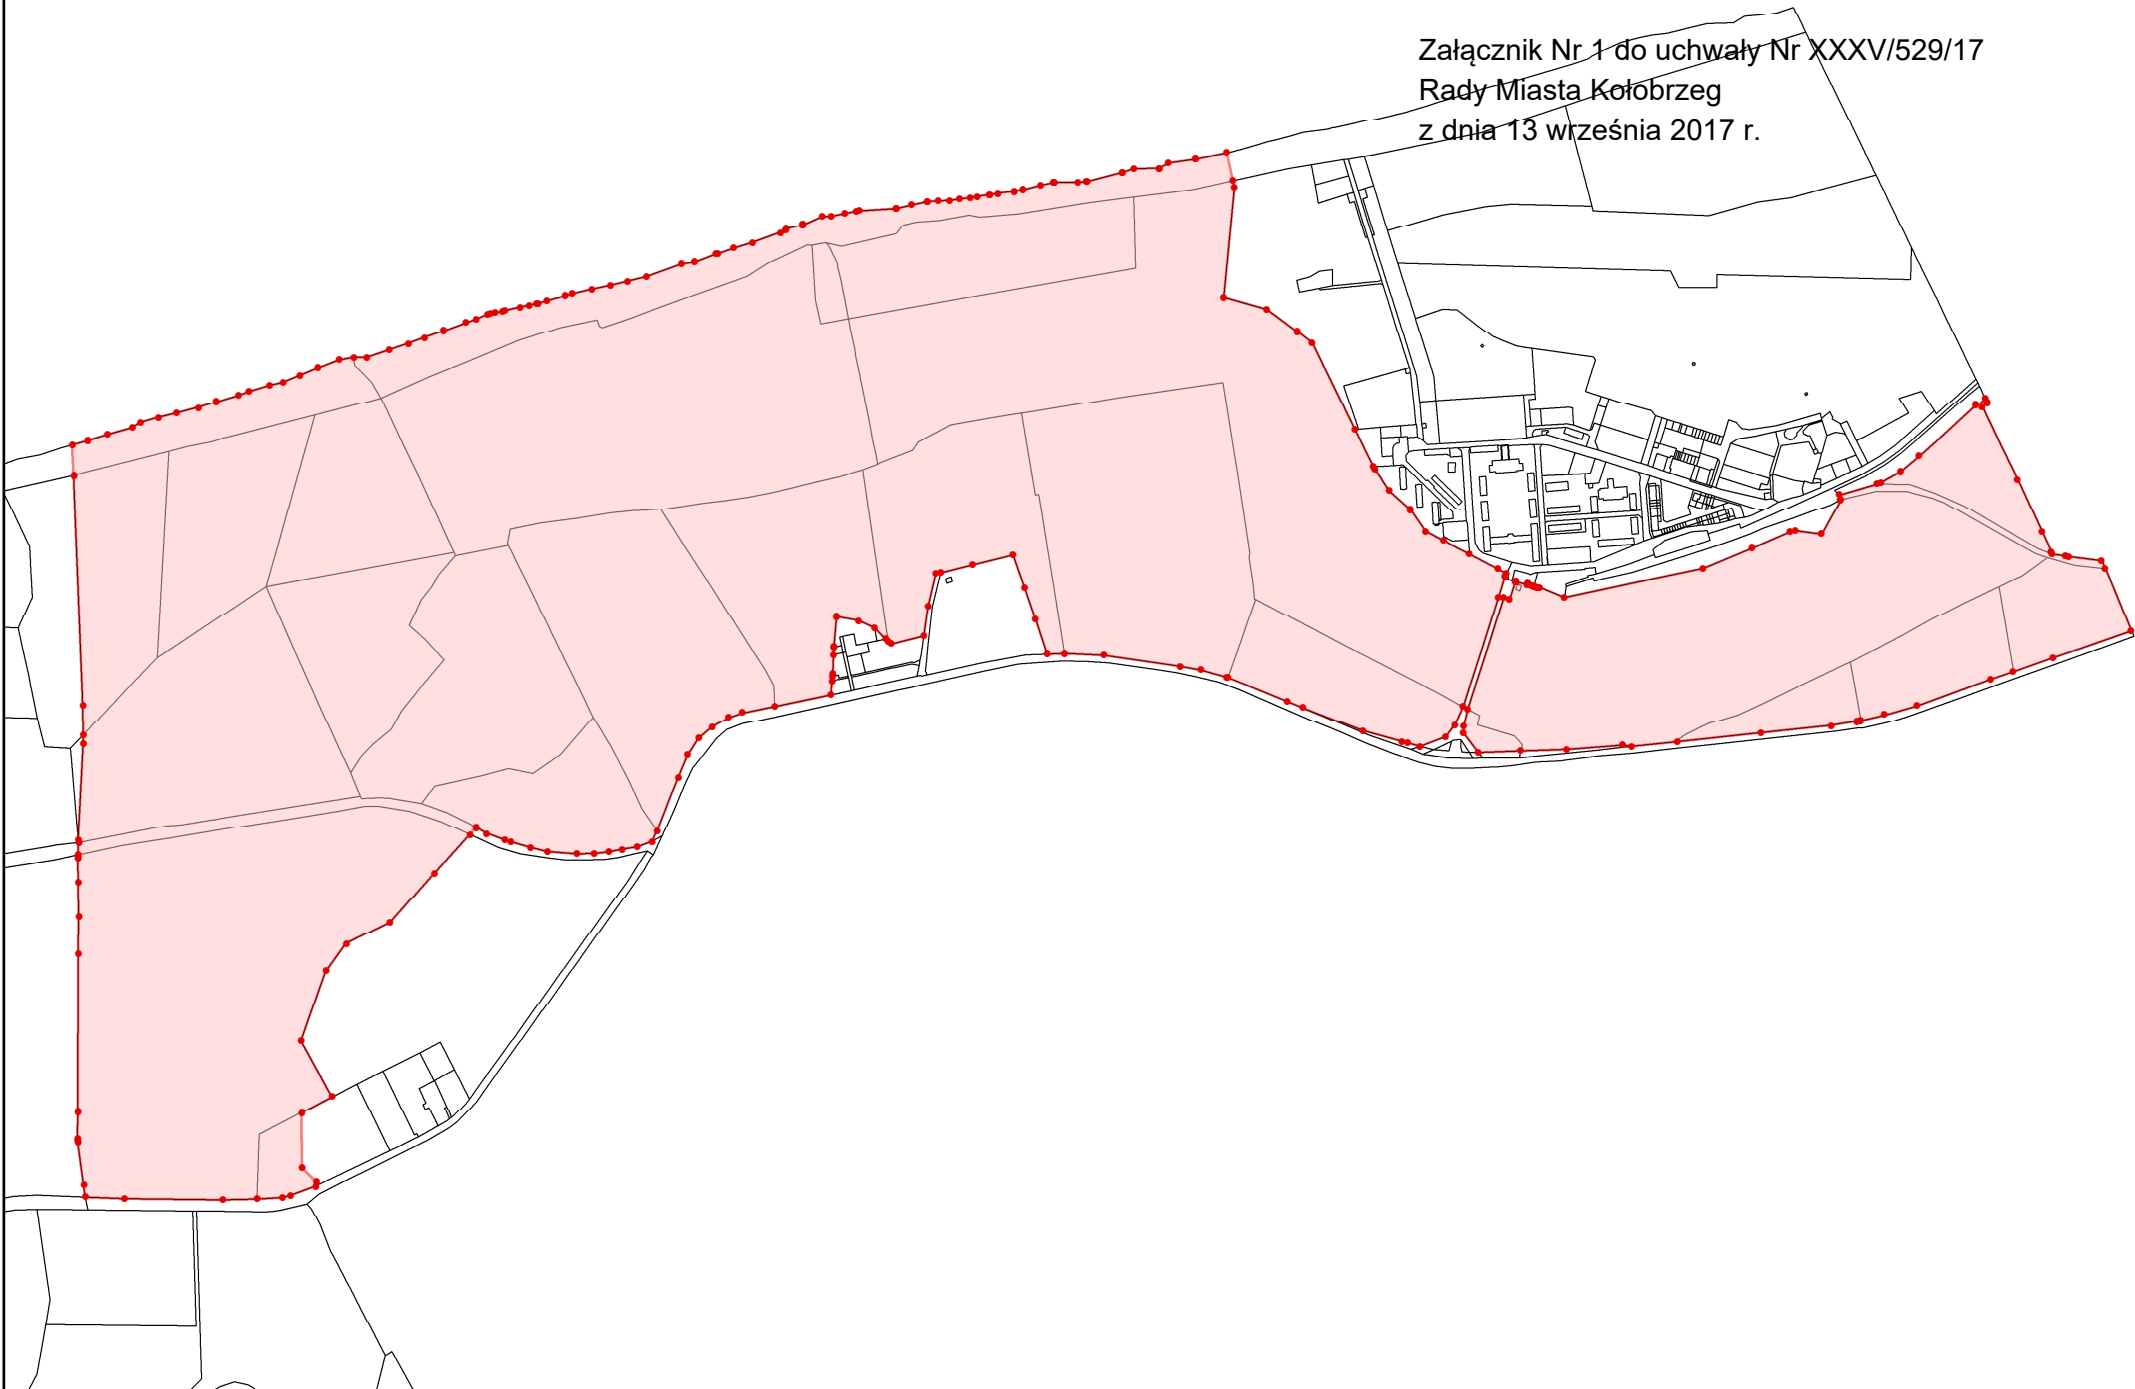 Załącznik Nr 1 do uchwały Nr XXXV/529/17
Rady Miasta Kołobrzeg
z dnia 13 września 2017 r.